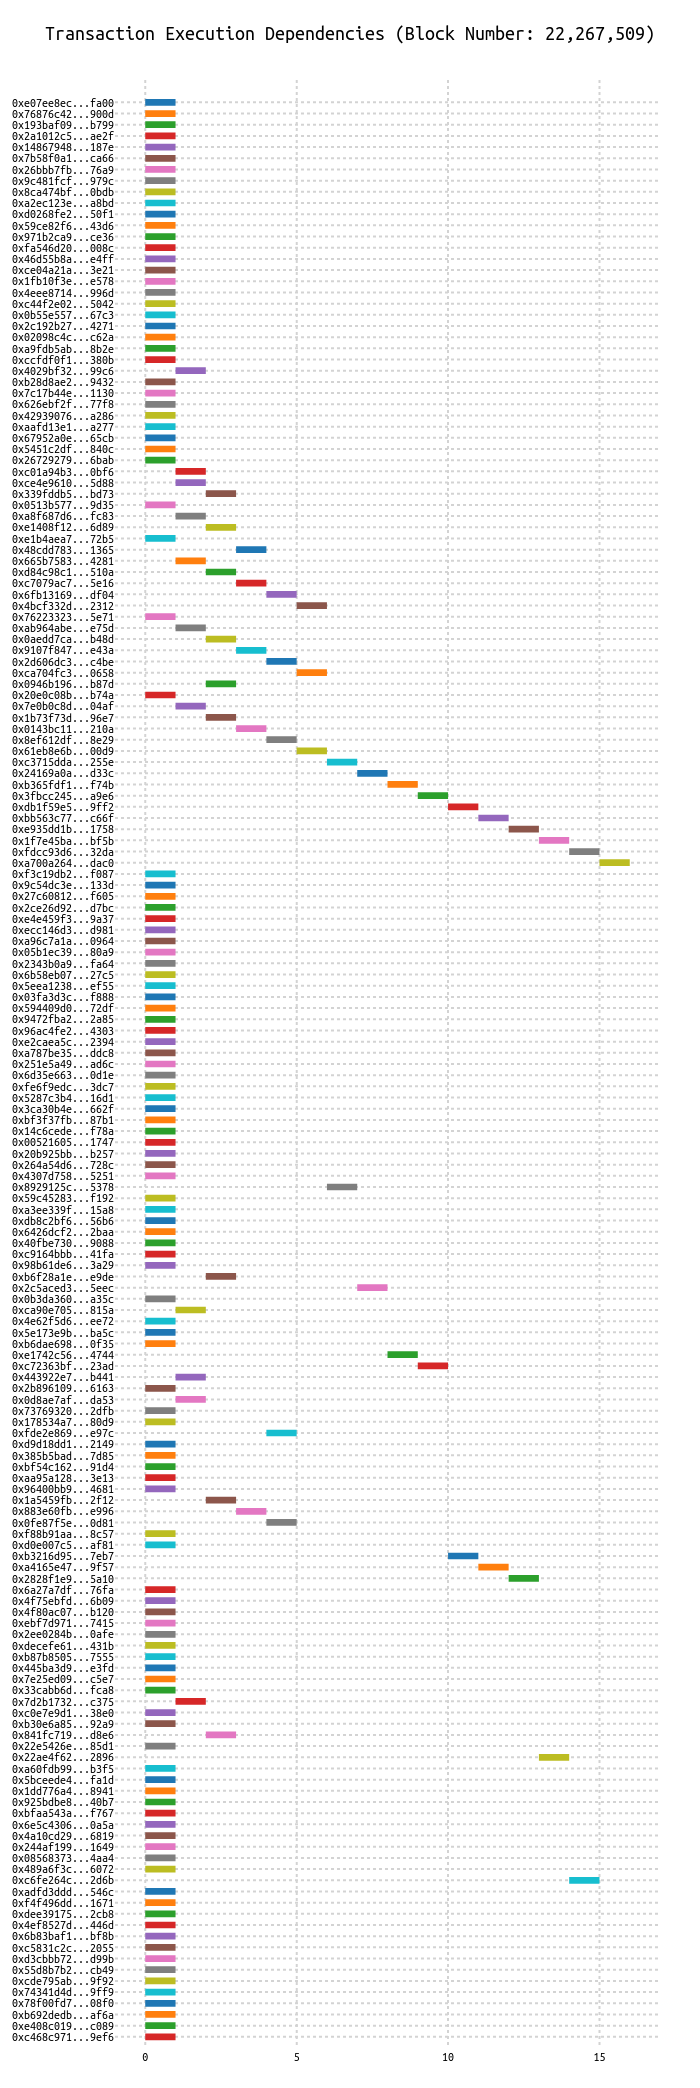 Transaction Execution Dependencies (Block Number: 22,267,509)
0xe07ee8ec...fa00
0x76876c42...900d
0x193baf09...b799
0x2a1012c5...ae2f
0x14867948...187e
0x7b58f0a1...ca66
0x26bbb7fb...76a9
0x9c481fcf...979c
0x8ca474bf...0bdb
0xa2ec123e...a8bd
0xd0268fe2...50f1
0x59ce82f6...43d6
0x971b2ca9...ce36
0xfa546d20...008c
0x46d55b8a...e4ff
0xce04a21a...3e21
0x1fb10f3e...e578
0x4eee8714...996d
0xc44f2e02...5042
0x0b55e557...67c3
0x2c192b27...4271
0x02098c4c...c62a
0xa9fdb5ab...8b2e
0xccfdf0f1...380b
0x4029bf32...99c6
0xb28d8ae2...9432
0x7c17b44e...1130
0x626ebf2f...77f8
0x42939076...a286
0xaafd13e1...a277
0x67952a0e...65cb
0x5451c2df...840c
0x26729279...6bab
0xc01a94b3...0bf6
0xce4e9610...5d88
0x339fddb5...bd73
0x0513b577...9d35
0xa8f687d6...fc83
0xe1408f12...6d89
0xe1b4aea7...72b5
0x48cdd783...1365
0x665b7583...4281
0xd84c98c1...510a
0xc7079ac7...5e16
0x6fb13169...df04
0x4bcf332d...2312
0x76223323...5e71
0xab964abe...e75d
0x0aedd7ca...b48d
0x9107f847...e43a
0x2d606dc3...c4be
0xca704fc3...0658
0x0946b196...b87d
0x20e0c08b...b74a
0x7e0b0c8d...04af
0x1b73f73d...96e7
0x0143bc11...210a
0x8ef612df...8e29
0x61eb8e6b...00d9
0xc3715dda...255e
0x24169a0a...d33c
0xb365fdf1...f74b
0x3fbcc245...a9e6
0xdb1f59e5...9ff2
0xbb563c77...c66f
0xe935dd1b...1758
0x1f7e45ba...bf5b
0xfdcc93d6...32da
0xa700a264...dac0
0xf3c19db2...f087
0x9c54dc3e...133d
0x27c60812...f605
0x2ce26d92...d7bc
0xe4e459f3...9a37
0xecc146d3...d981
0xa96c7a1a...0964
0x05b1ec39...80a9
0x2343b0a9...fa64
0x6b58eb07...27c5
0x5eea1238...ef55
0x03fa3d3c...f888
0x594409d0...72df
0x9472fba2...2a85
0x96ac4fe2...4303
0xe2caea5c...2394
0xa787be35...ddc8
0x251e5a49...ad6c
0x6d35e663...0d1e
0xfe6f9edc...3dc7
0x5287c3b4...16d1
0x3ca30b4e...662f
0xbf3f37fb...87b1
0x14c6cede...f78a
0x00521605...1747
0x20b925bb...b257
0x264a54d6...728c
0x4307d758...5251
0x8929125c...5378
0x59c45283...f192
0xa3ee339f...15a8
0xdb8c2bf6...56b6
0x6426dcf2...2baa
0x40fbe730...9088
0xc9164bbb...41fa
0x98b61de6...3a29
0xb6f28a1e...e9de
0x2c5aced3...5eec
0x0b3da360...a35c
0xca90e705...815a
0x4e62f5d6...ee72
0x5e173e9b...ba5c
0xb6dae698...0f35
0xe1742c56...4744
0xc72363bf...23ad
0x443922e7...b441
0x2b896109...6163
0x0d8ae7af...da53
0x73769320...2dfb
0x178534a7...80d9
0xfde2e869...e97c
0xd9d18dd1...2149
0x385b5bad...7d85
0xbf54c162...91d4
0xaa95a128...3e13
0x96400bb9...4681
0x1a5459fb...2f12
0x883e60fb...e996
0x0fe87f5e...0d81
0xf88b91aa...8c57
0xd0e007c5...af81
0xb3216d95...7eb7
0xa4165e47...9f57
0x2828f1e9...5a10
0x6a27a7df...76fa
0x4f75ebfd...6b09
0x4f80ac07...b120
0xebf7d971...7415
0x2ee0284b...0afe
0xdecefe61...431b
0xb87b8505...7555
0x445ba3d9...e3fd
0x7e25ed09...c5e7
0x33cabb6d...fca8
0x7d2b1732...c375
0xc0e7e9d1...38e0
0xb30e6a85...92a9
0x841fc719...d8e6
0x22e5426e...85d1
0x22ae4f62...2896
0xa60fdb99...b3f5
0x5bceede4...fa1d
0x1dd776a4...8941
0x925bdbe8...40b7
0xbfaa543a...f767
0x6e5c4306...0a5a
0x4a10cd29...6819
0x244af199...1649
0x08568373...4aa4
0x489a6f3c...6072
0xc6fe264c...2d6b
0xadfd3ddd...546c
0xf4f496dd...1671
0xdee39175...2cb8
0x4ef8527d...446d
0x6b83baf1...bf8b
0xc5831c2c...2055
0xd3cbbb72...d99b
0x55d8b7b2...cb49
0xcde795ab...9f92
0x74341d4d...9ff9
0x78f00fd7...08f0
0xb692dedb...af6a
0xe408c019...c089
0xc468c971...9ef6
0 5 10 15